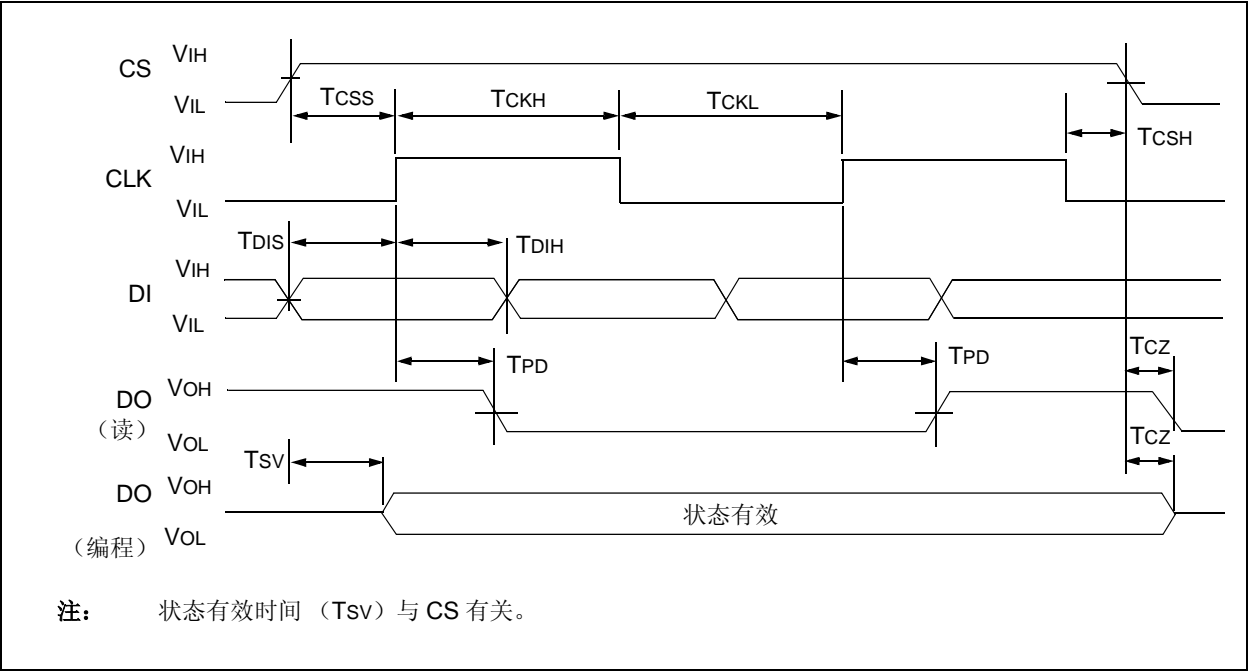 CS VIH
VIL
TCSS TCKH TCKL
TCSH
CLK VIH
VIL
TDIS TDIH
DI VIH
VIL
TPD TPD TCZ
DO VOH
（读）
VOL
TSV TCZ
DO VOH
状态有效
（编程） VOL
注： 状态有效时间 （TSV）与 CS 有关。